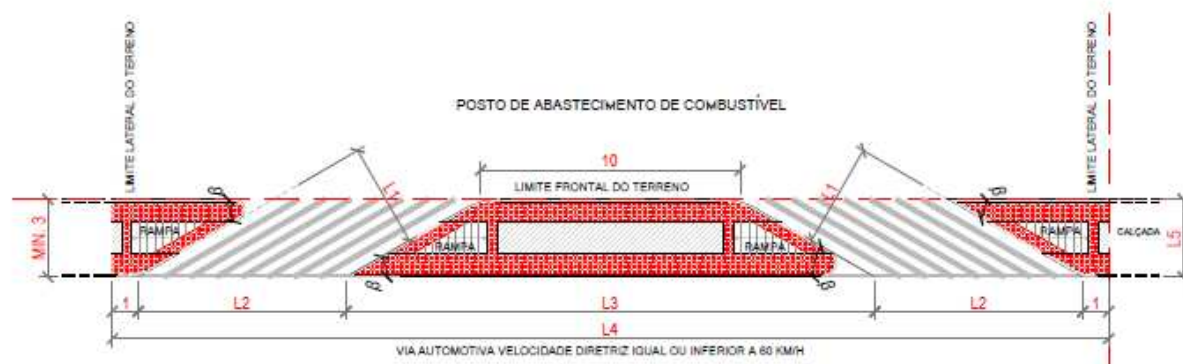 LIMITE LATERAL DO TERRENO
LIMITE LATERAL DO TERRENO
POSTO DE ABASTECIMENTO DE COMBUSTÍVEL
L1
10
L1
LIMITE FRONTAL DO TERRENO
β
β
MIN. 3
RAMPA
RAMPA
RAMPA
RAMPA
CALÇADA
L5
β
β
1
L2
L3
L2
1
L4
VIA AUTOMOTIVA VELOCIDADE DIRETRIZ IGUAL OU INFERIOR A 60 KM/H